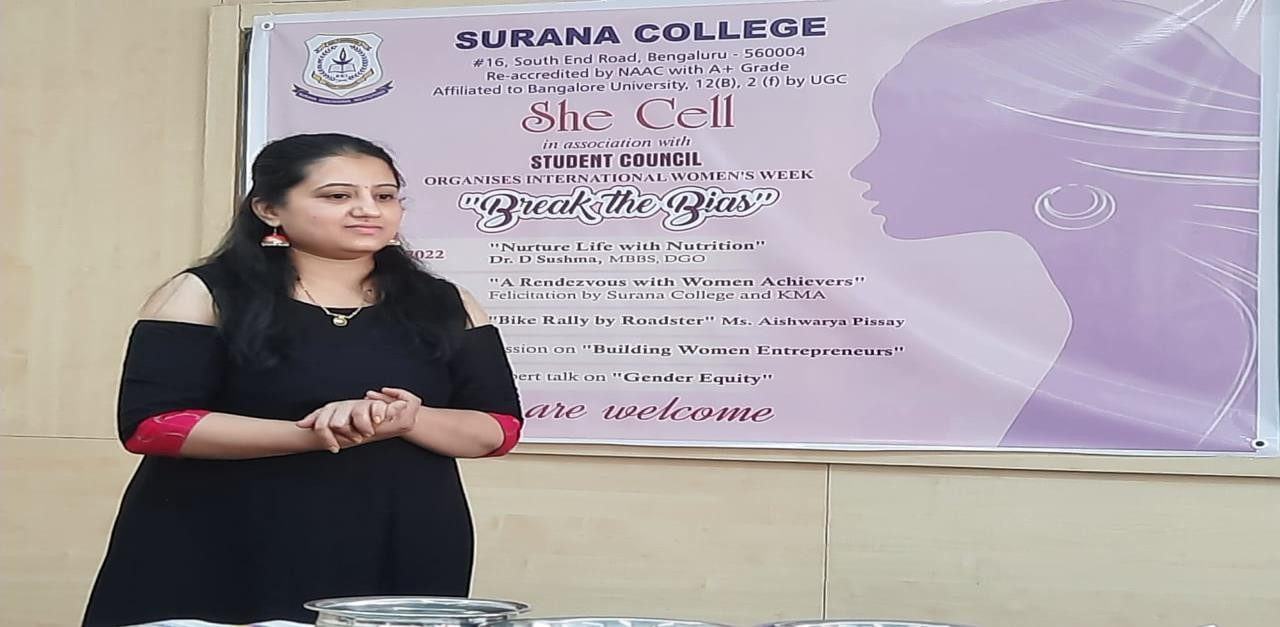 SURANA COLLEGE
#16, South End Road, Bengaluru - 560004
Re-accredited by NAAC with A+ Grade
Affiliated to Bangalore University, 12(B), 2 (f) by UGC
She Cell
in association with
STUDENT COUNCIL
ORGANISES INTERNATIONAL WOMEN'S WEEK
"Break the Bias"
2022
"Nurture Life with Nutrition"
Dr. D Sushma, MBBS, DGO
"A Rendezvous with Women Achievers"
Felicitation by Surana College and KMA
"Bike Rally by Roadster" Ms. Aishwarya Pissay
ssion on "Building Women Entrepreneurs"
pert talk on "Gender Equity"
are welcome